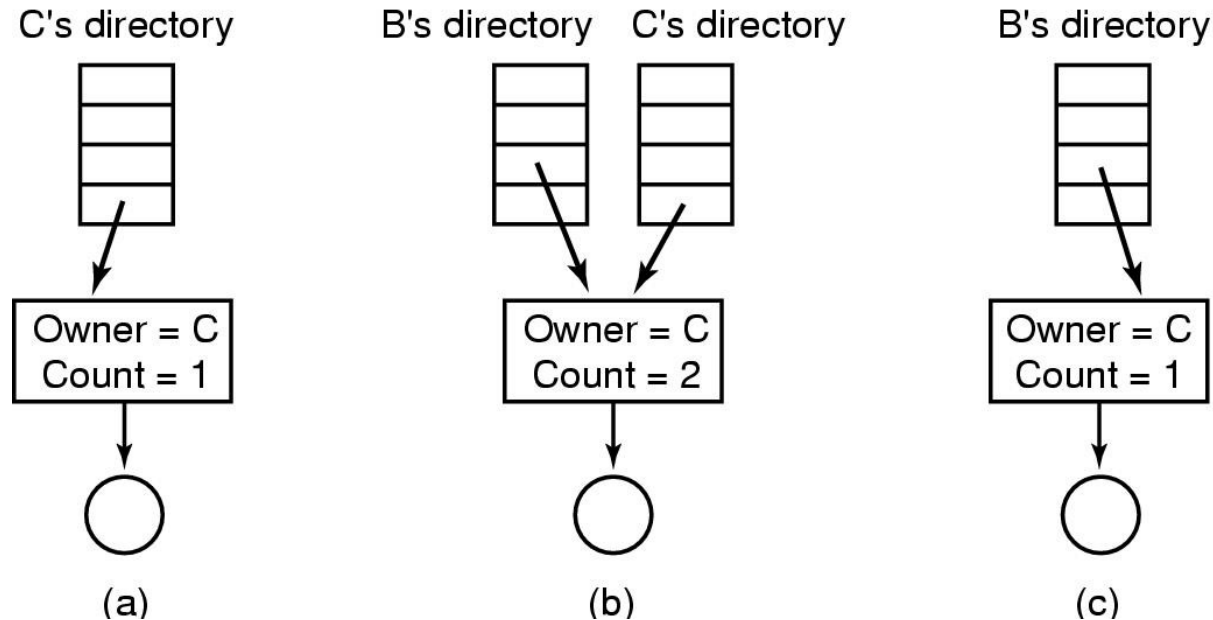 C's directory
B's directory
C's directory
B's directory
Owner = C
Count = 1
Owner = C
Count = 2
Owner = C
Count = 1
(a)
(b)
(c)